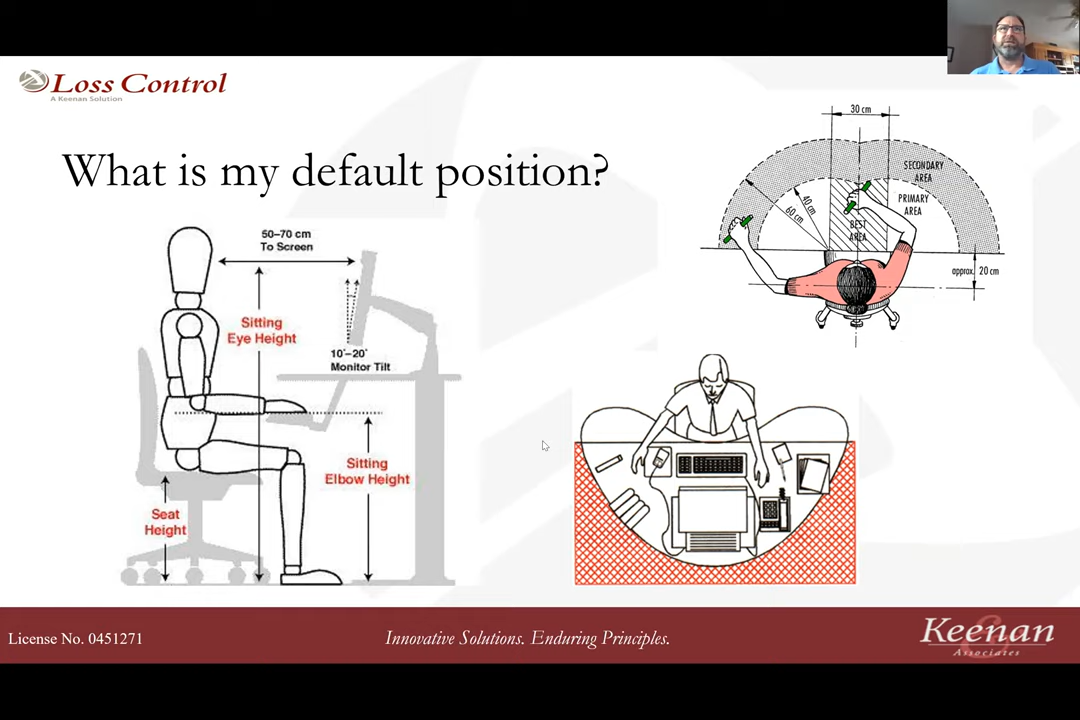 Loss Control
A Keenan Solution
What is my default position?
50–70 cm
To Screen
Sitting
Eye Height
10°–20°
Monitor Tilt
Sitting
Elbow Height
Seat
Height
30 cm
SECONDARY
AREA
PRIMARY
AREA
40 cm
60 cm
BEST
AREA
approx. 20 cm
License No. 0451271
Innovative Solutions. Enduring Principles.
Keenan
& Associates